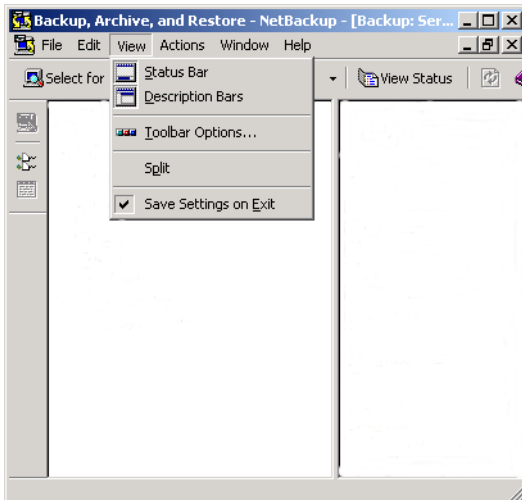 Backup, Archive, and Restore - NetBackup - [Backup: Ser...
File Edit View Actions Window Help
Select for
View Status
Status Bar
Description Bars
Toolbar Options...
Split
Save Settings on Exit